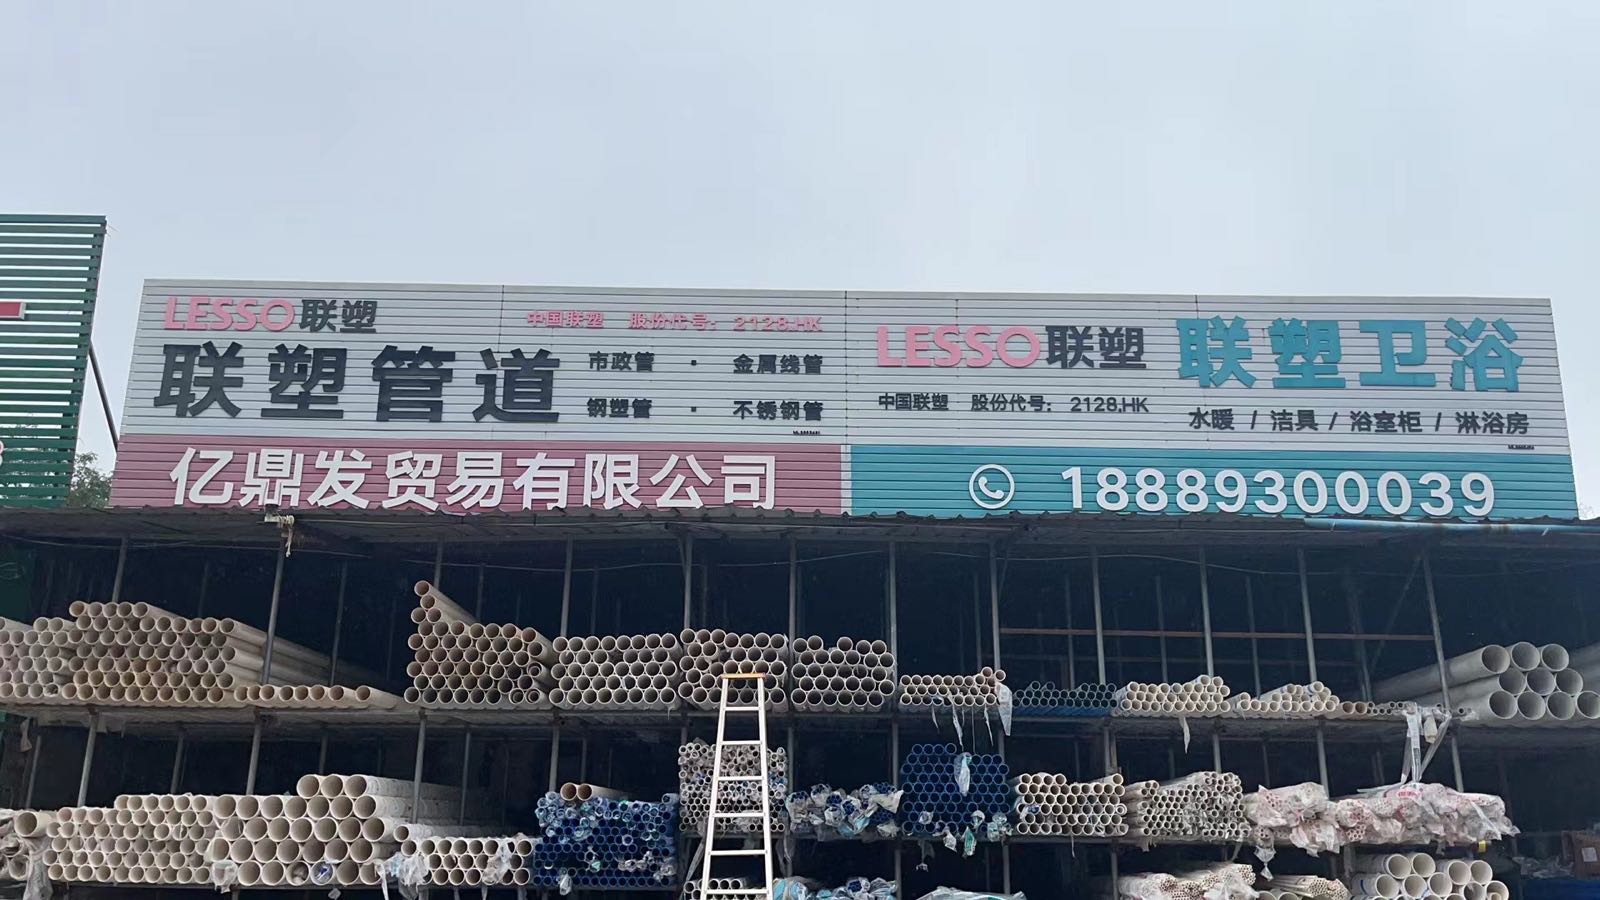 LESSO联塑
中国联塑 股份代号：2128.HK
联塑管道
市政管 · 金属线管
钢塑管 · 不锈钢管
亿鼎发贸易有限公司
LESSO联塑
联塑卫浴
中国联塑 股份代号：2128.HK
水暖 / 洁具 / 浴室柜 / 淋浴房
18889300039